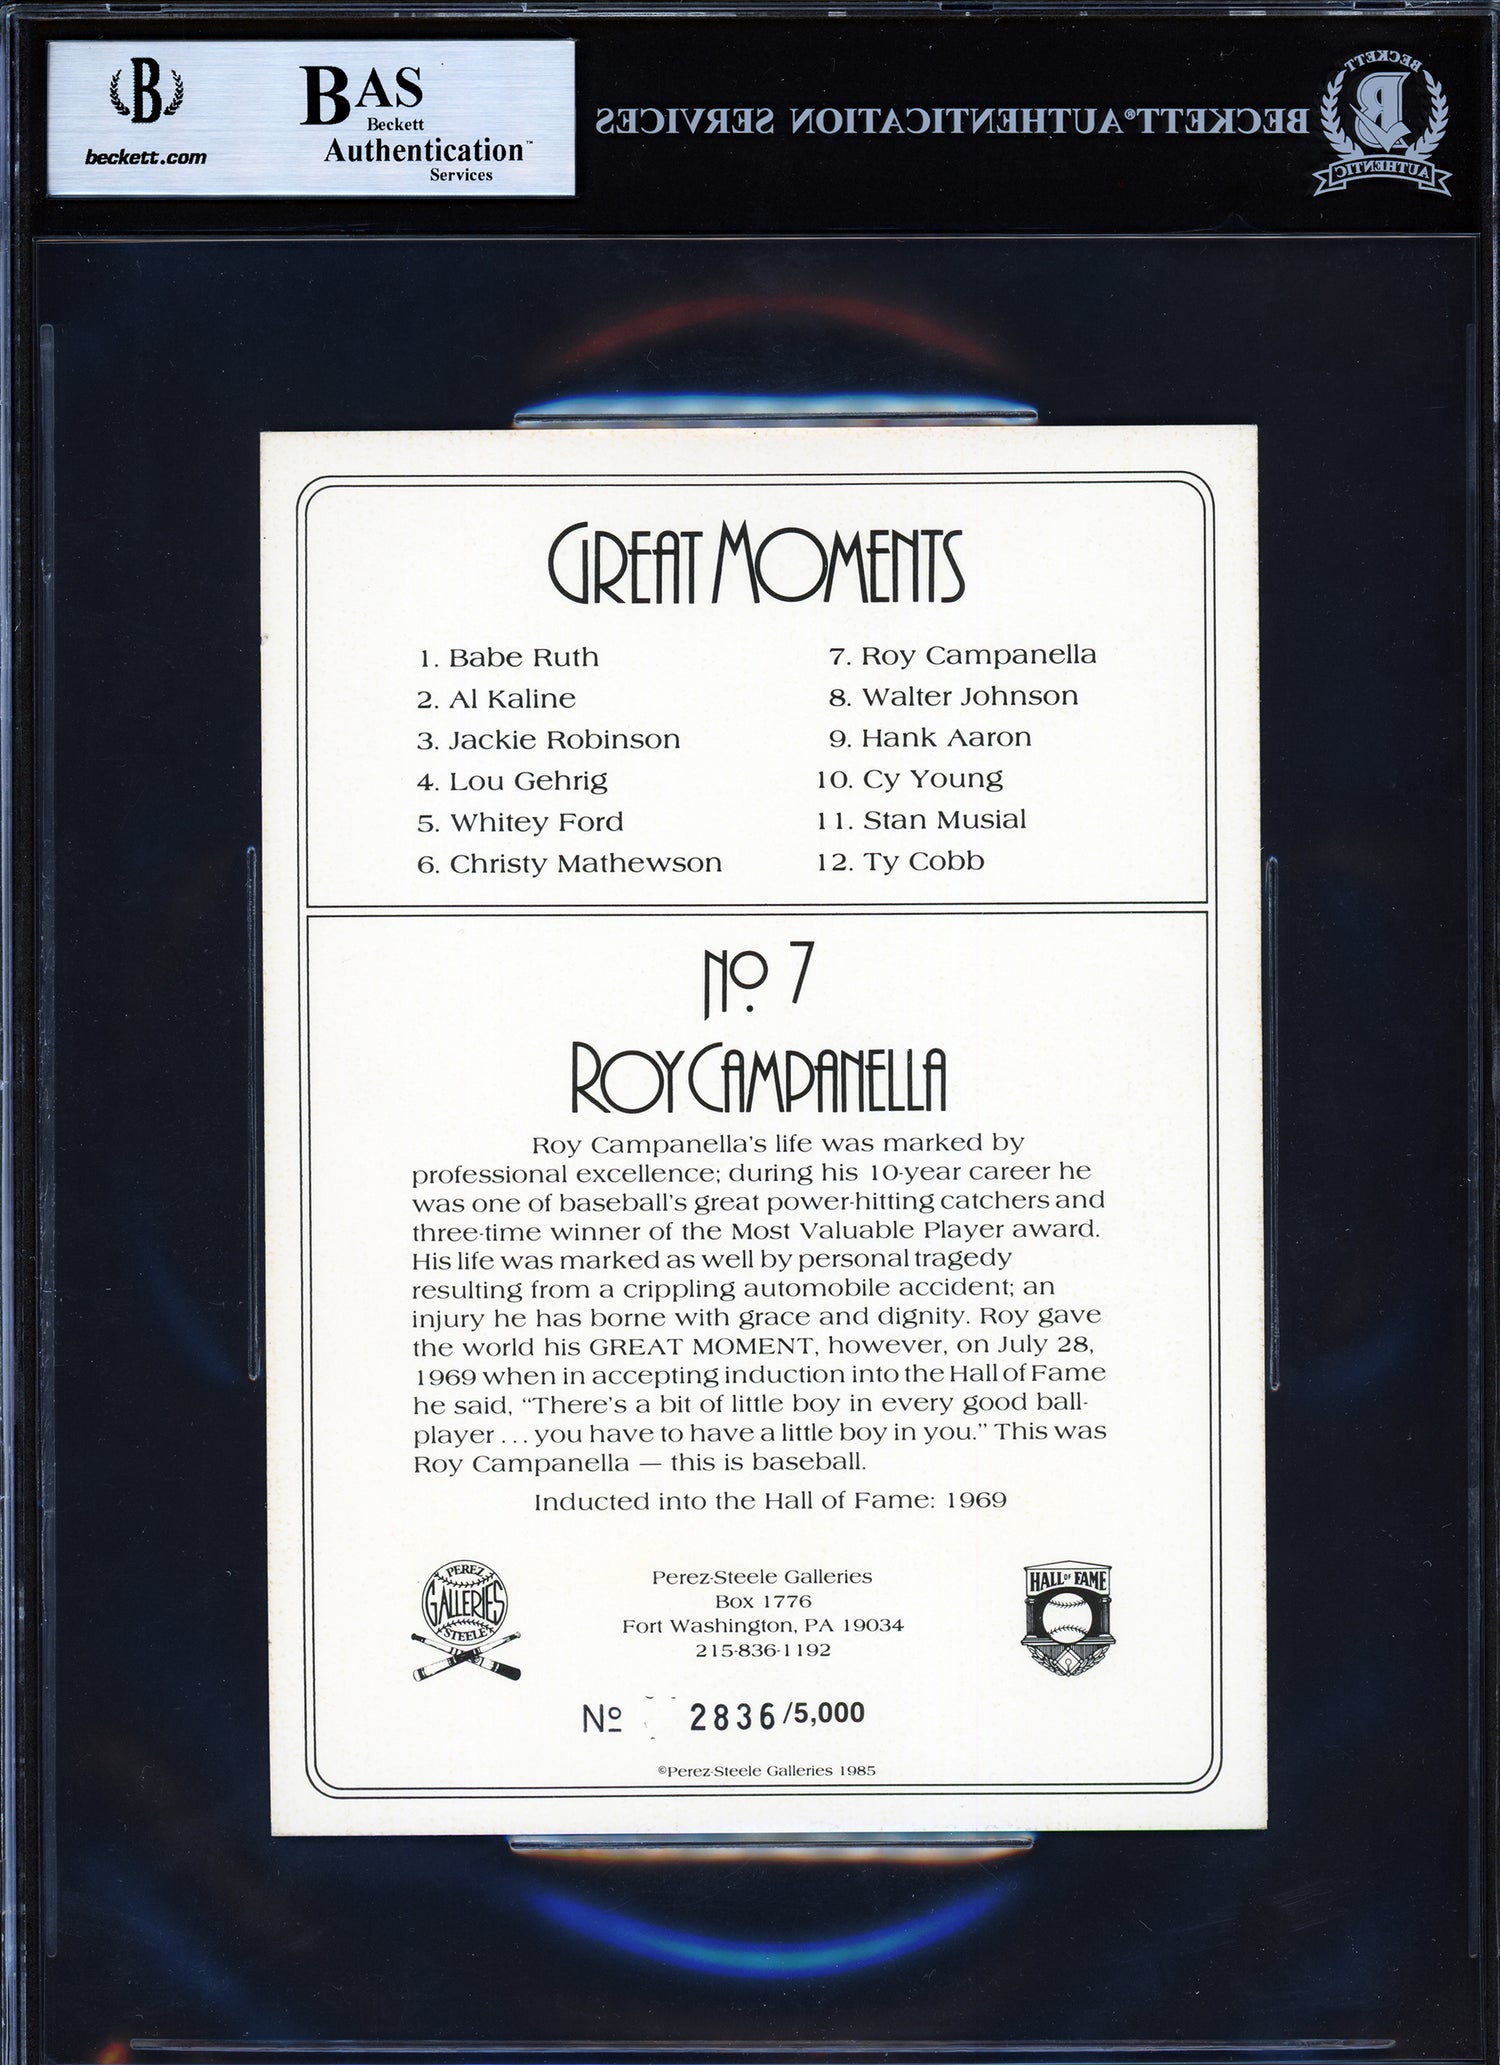 B
beckett.com
BAS
Beckett
Authentication™
Services
BECKETT AUTHENTICATION SERVICES
BECKETT
B
AUTHENTIC
GREAT MOMENTS
1. Babe Ruth
2. Al Kaline
3. Jackie Robinson
4. Lou Gehrig
5. Whitey Ford
6. Christy Mathewson
7. Roy Campanella
8. Walter Johnson
9. Hank Aaron
10. Cy Young
11. Stan Musial
12. Ty Cobb
No. 7
ROY CAMPANELLA
Roy Campanella's life was marked by
professional excellence; during his 10-year career he
was one of baseball's great power-hitting catchers and
three-time winner of the Most Valuable Player award.
His life was marked as well by personal tragedy
resulting from a crippling automobile accident; an
injury he has borne with grace and dignity. Roy gave
the world his GREAT MOMENT, however, on July 28,
1969 when in accepting induction into the Hall of Fame
he said, “There's a bit of little boy in every good ball-
player . . . you have to have a little boy in you.” This was
Roy Campanella — this is baseball.
Inducted into the Hall of Fame: 1969
PEREZ
GALLERIES
STEELE
Perez-Steele Galleries
Box 1776
Fort Washington, PA 19034
215-836-1192
HALL OF FAME
Nº 2836/5,000
©Perez-Steele Galleries 1985